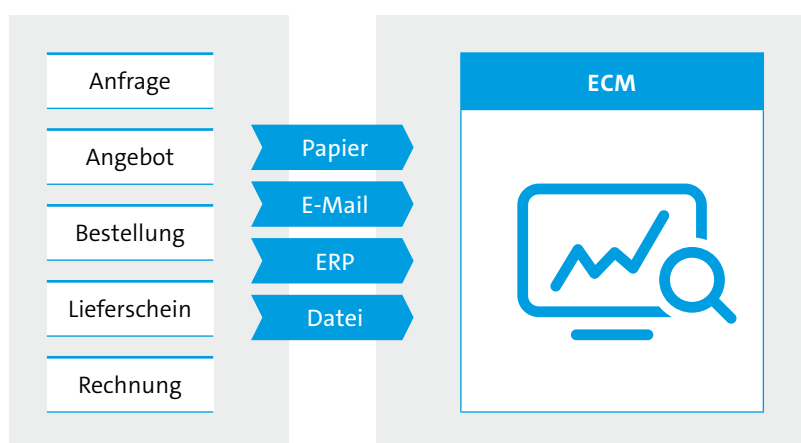 Anfrage
Angebot
Bestellung
Lieferschein
Rechnung
Papier
E-Mail
ERP
Datei
ECM